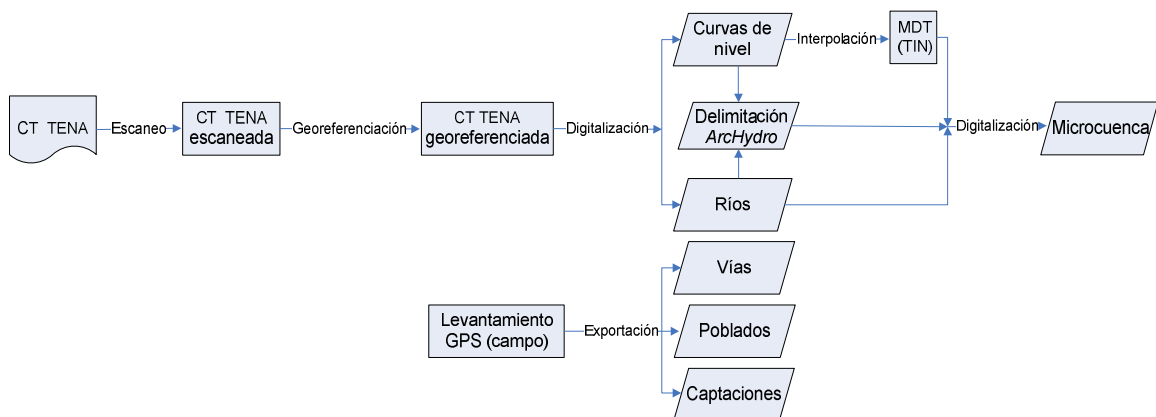 CT TENA
Escaneo
CT TENA
escaneada
Georeferenciación
CT TENA
georeferenciada
Digitalización
Curvas de
nivel
Interpolación
MDT
(TIN)
Delimitación
ArcHydro
Ríos
Digitalización
Microcuenca
Levantamiento
GPS (campo)
Exportación
Vías
Poblados
Captaciones